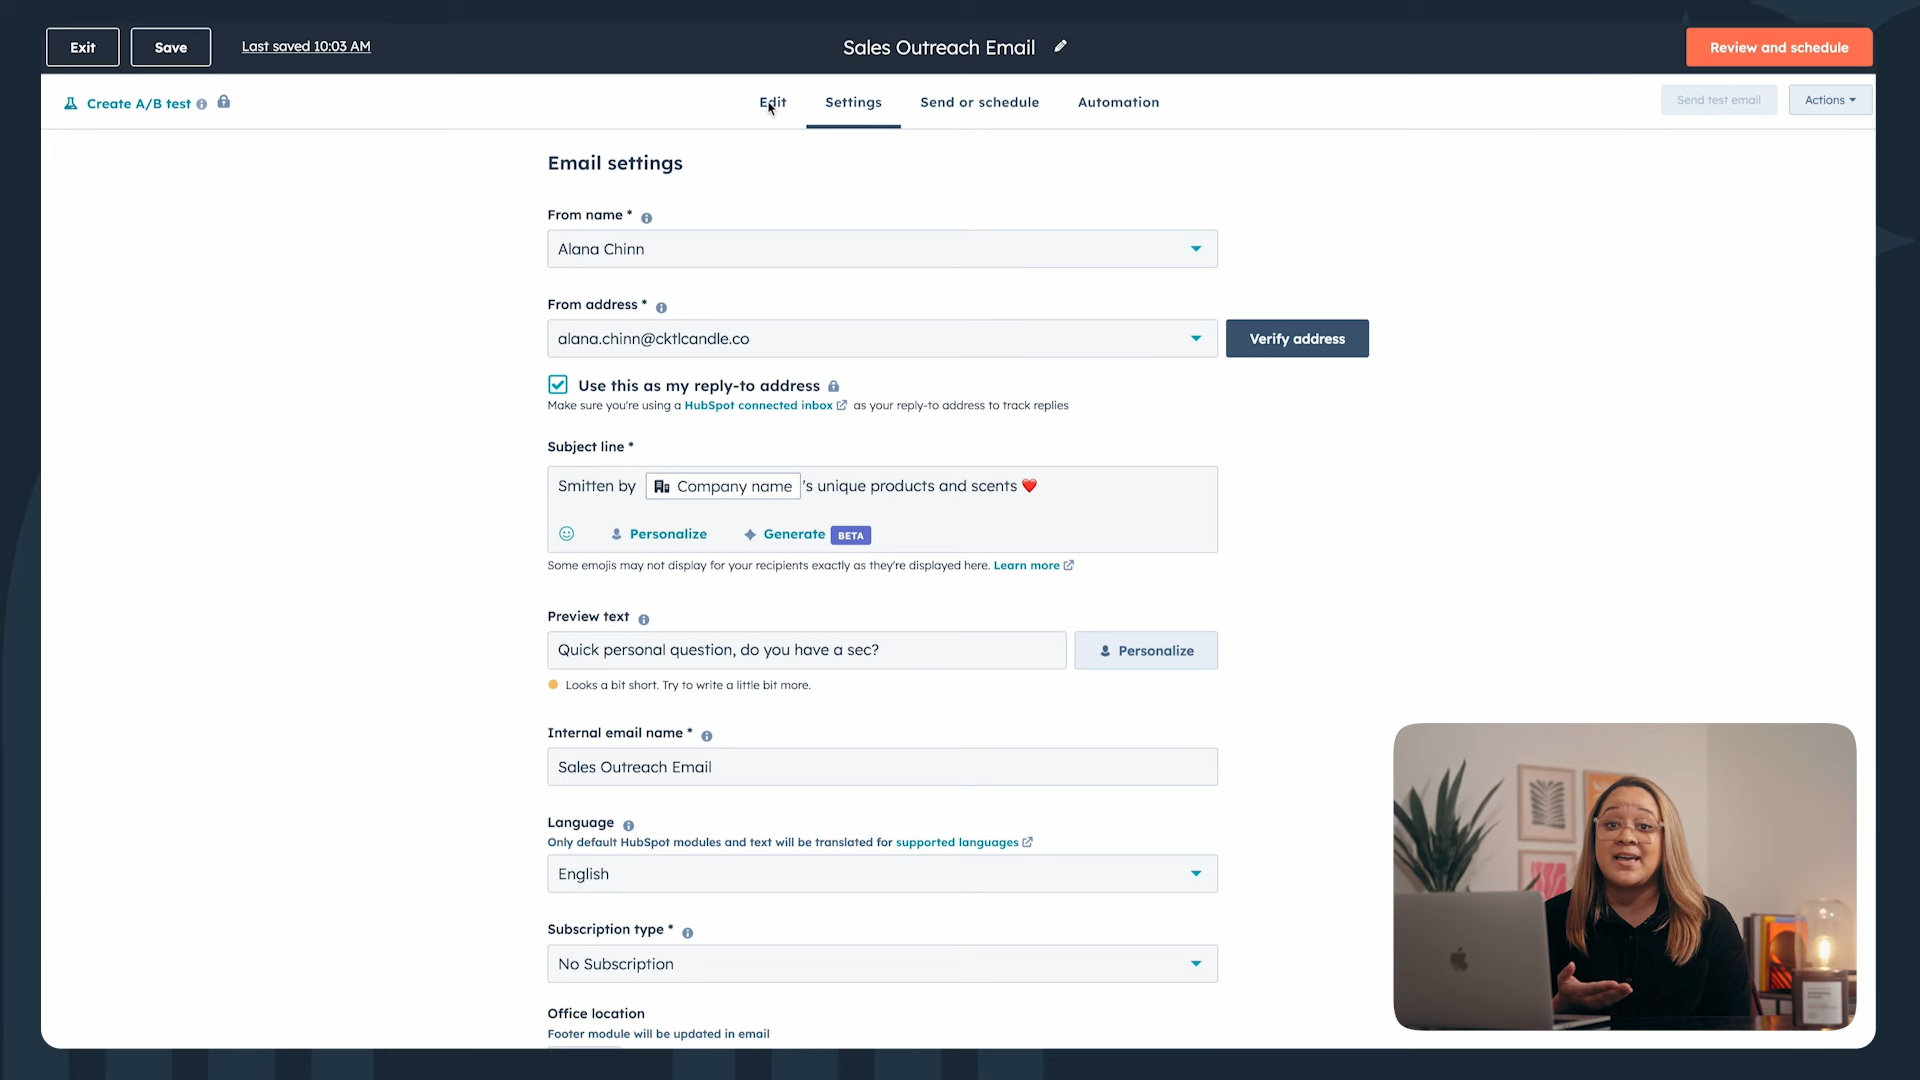 Exit
Save
Last saved 10:03 AM
Sales Outreach Email
Review and schedule
Create A/B test
Edit
Settings
Send or schedule
Automation
Send test email
Actions
Email settings
From name *
Alana Chinn
From address *
alana.chinn@cktlcandle.co
Verify address
Use this as my reply-to address
Make sure you're using a HubSpot connected inbox as your reply-to address to track replies
Subject line *
Smitten by Company name 's unique products and scents ❤️
Personalize
Generate BETA
Some emojis may not display for your recipients exactly as they're displayed here. Learn more
Preview text
Quick personal question, do you have a sec?
Personalize
Looks a bit short. Try to write a little bit more.
Internal email name *
Sales Outreach Email
Language
Only default HubSpot modules and text will be translated for supported languages
English
Subscription type *
No Subscription
Office location
Footer module will be updated in email